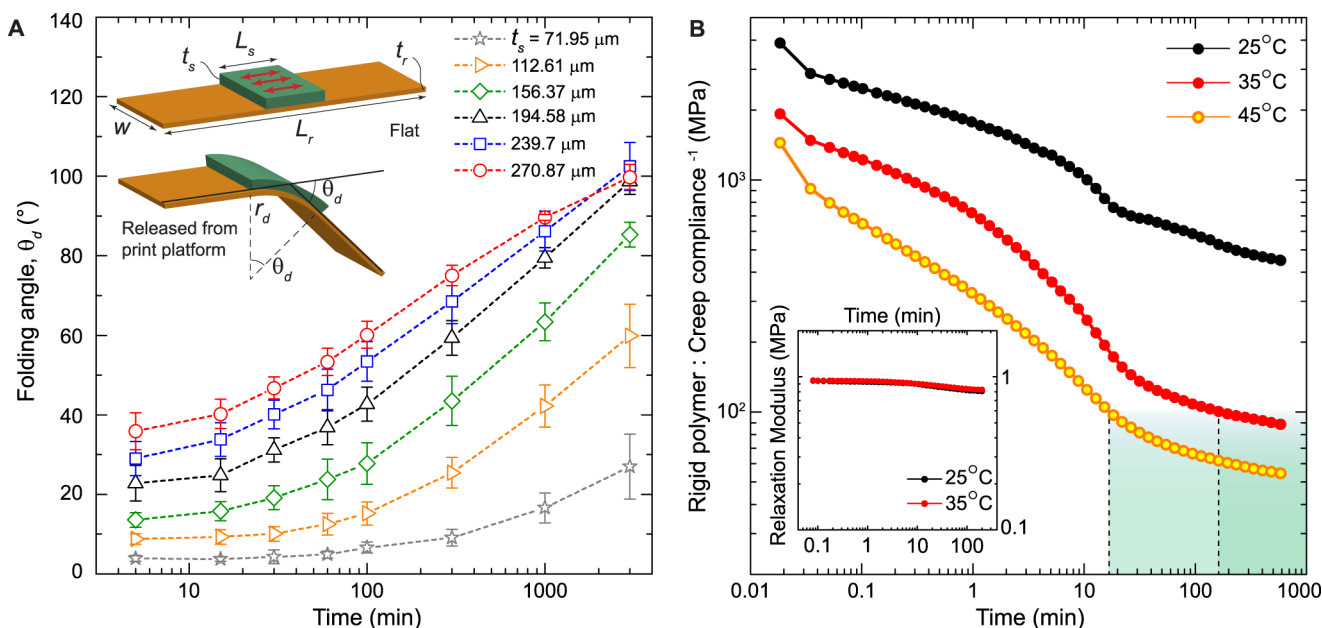 A
Folding angle, θd (°)
140
120
100
80
60
40
20
0
10
100
1000
Time (min)
ts
Ls
tr
w
Lr
Flat
θd
rd
Released from
print platform
θd
ts = 71.95 μm
112.61 μm
156.37 μm
194.58 μm
239.7 μm
270.87 μm
B
Rigid polymer : Creep compliance -1 (MPa)
10³
10²
0.01
0.1
1
10
100
1000
Time (min)
25°C
35°C
45°C
Time (min)
Relaxation Modulus (MPa)
1
0.1
25°C
35°C
0.1
1
10
100